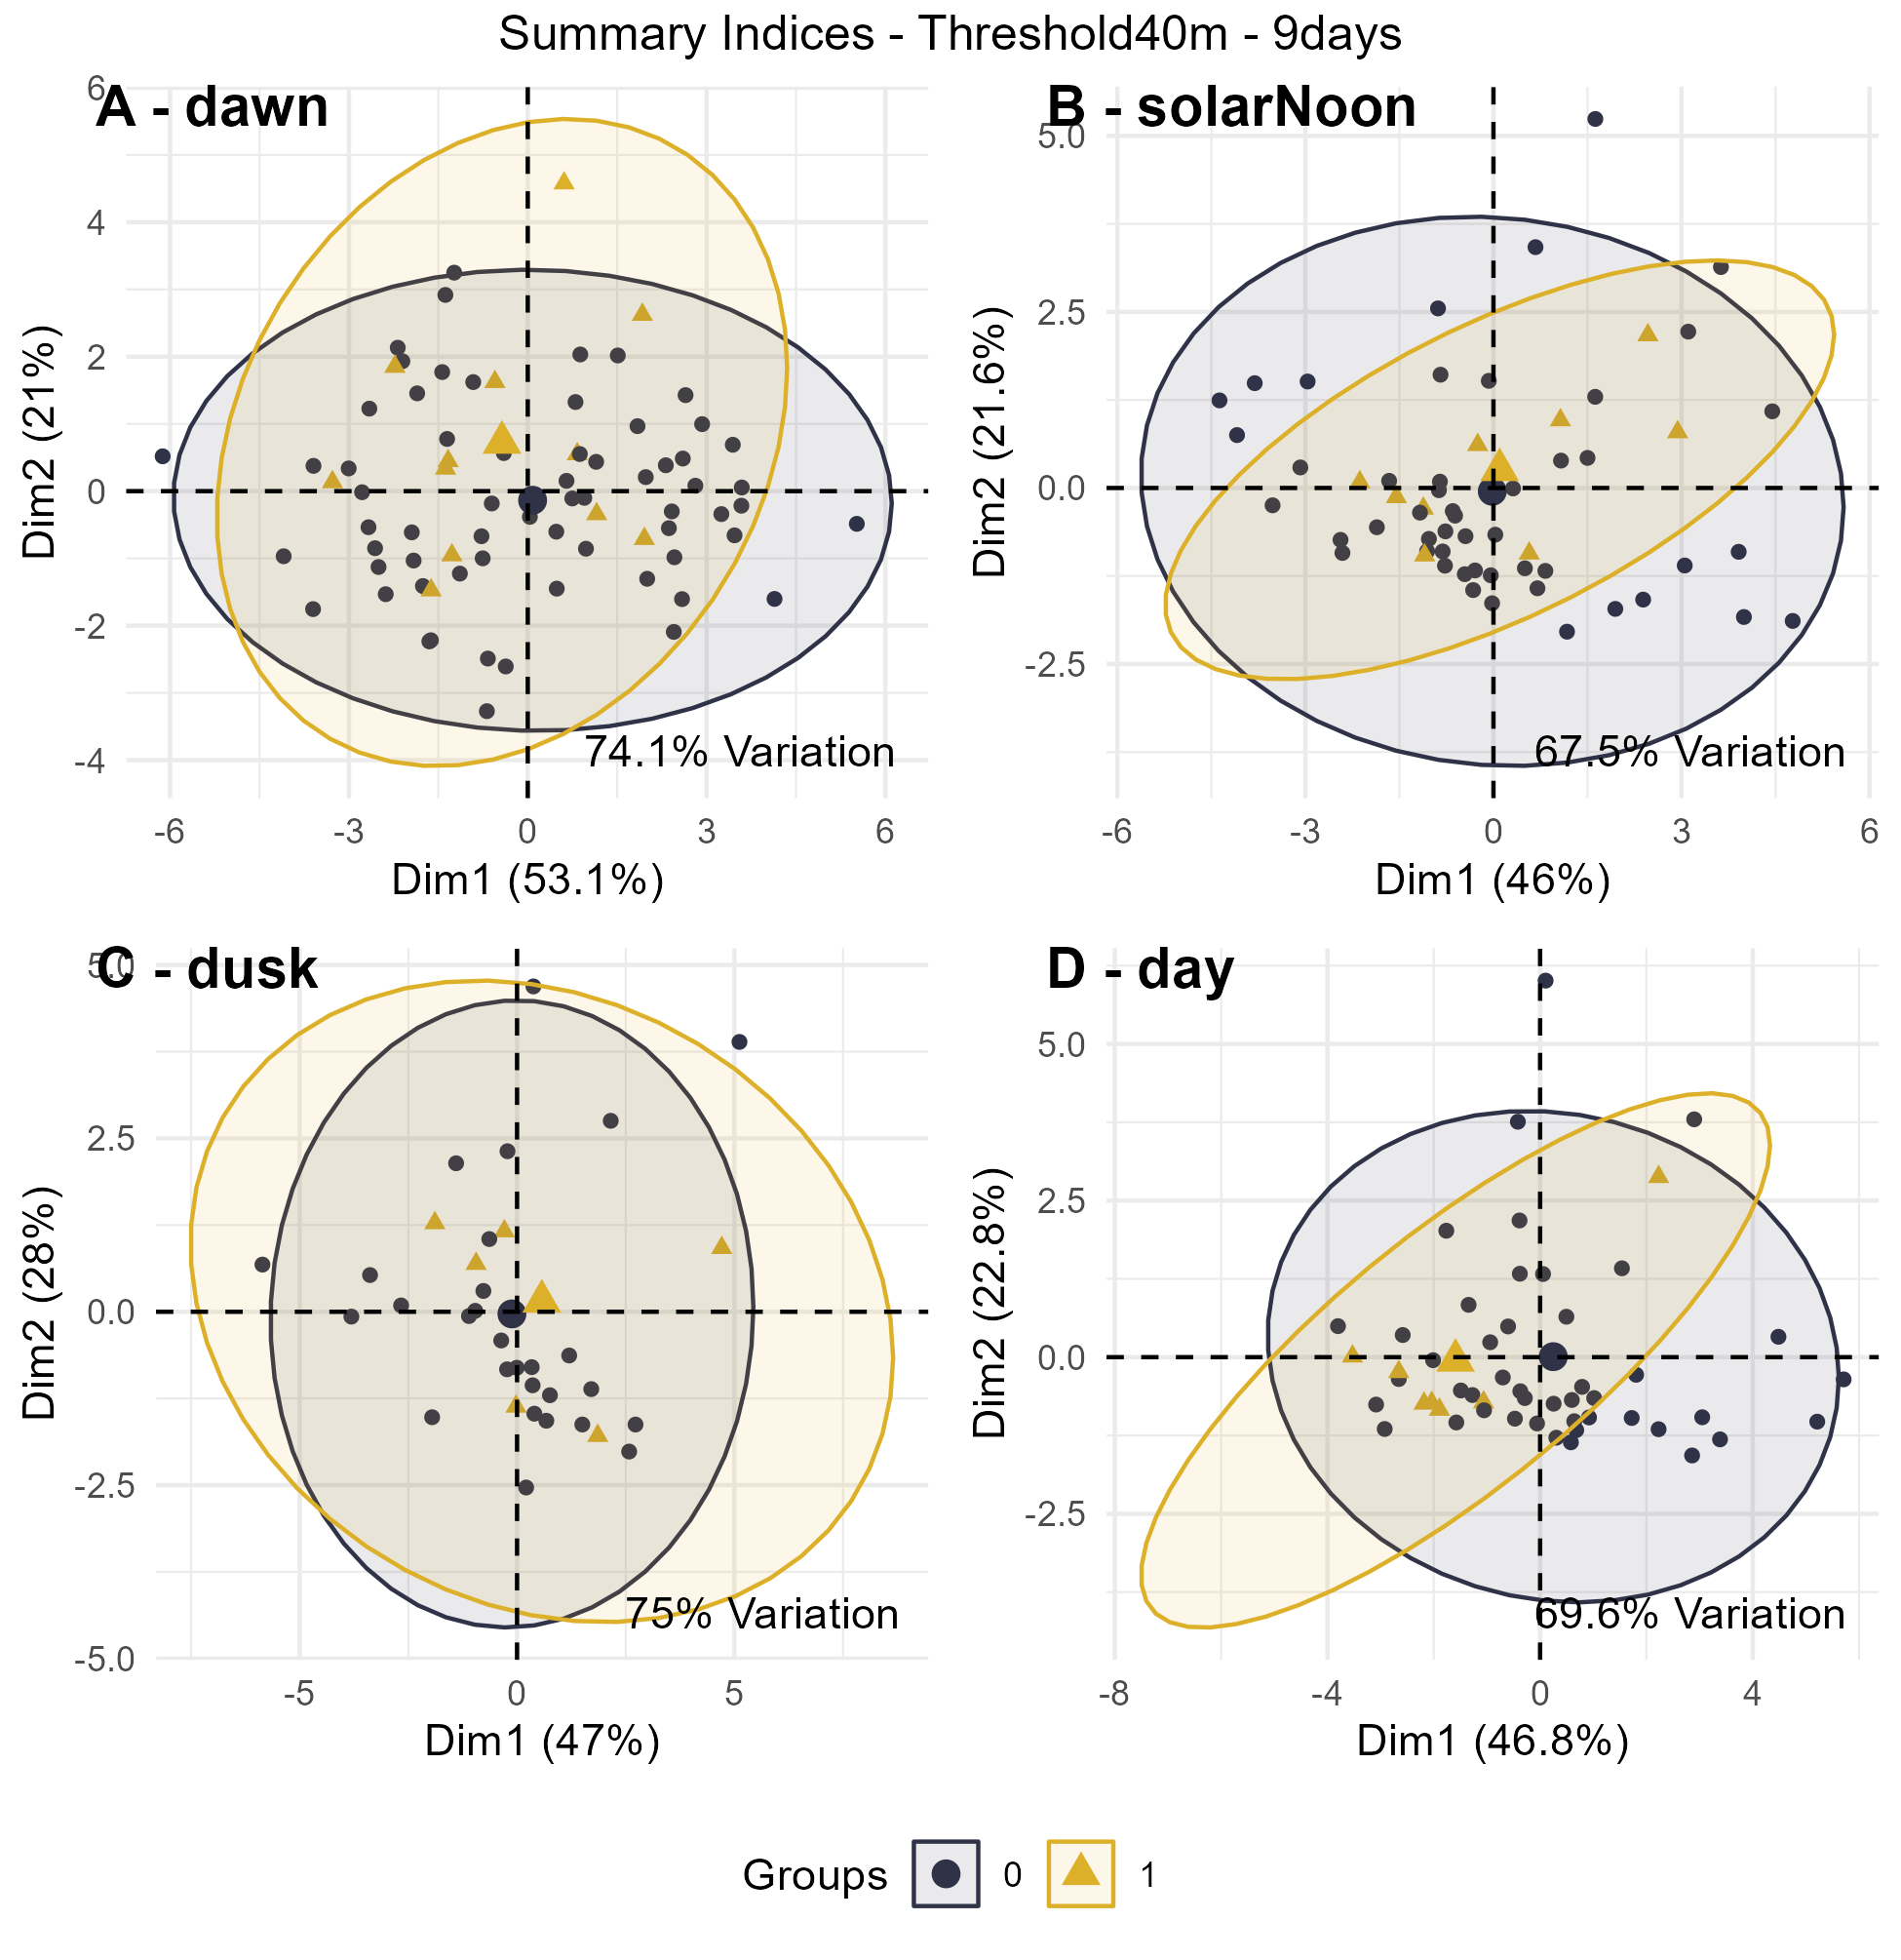 Summary Indices - Threshold40m - 9days
A - dawn
6
4
2
0
-2
-4
Dim2 (21%)
74.1% Variation
-6 -3 0 3 6
Dim1 (53.1%)
B - solarNoon
5.0
2.5
0.0
-2.5
Dim2 (21.6%)
67.5% Variation
-6 -3 0 3 6
Dim1 (46%)
C - dusk
5.0
2.5
0.0
-2.5
-5.0
Dim2 (28%)
75% Variation
-5 0 5
Dim1 (47%)
D - day
5.0
2.5
0.0
-2.5
Dim2 (22.8%)
69.6% Variation
-8 -4 0 4
Dim1 (46.8%)
Groups 0 1